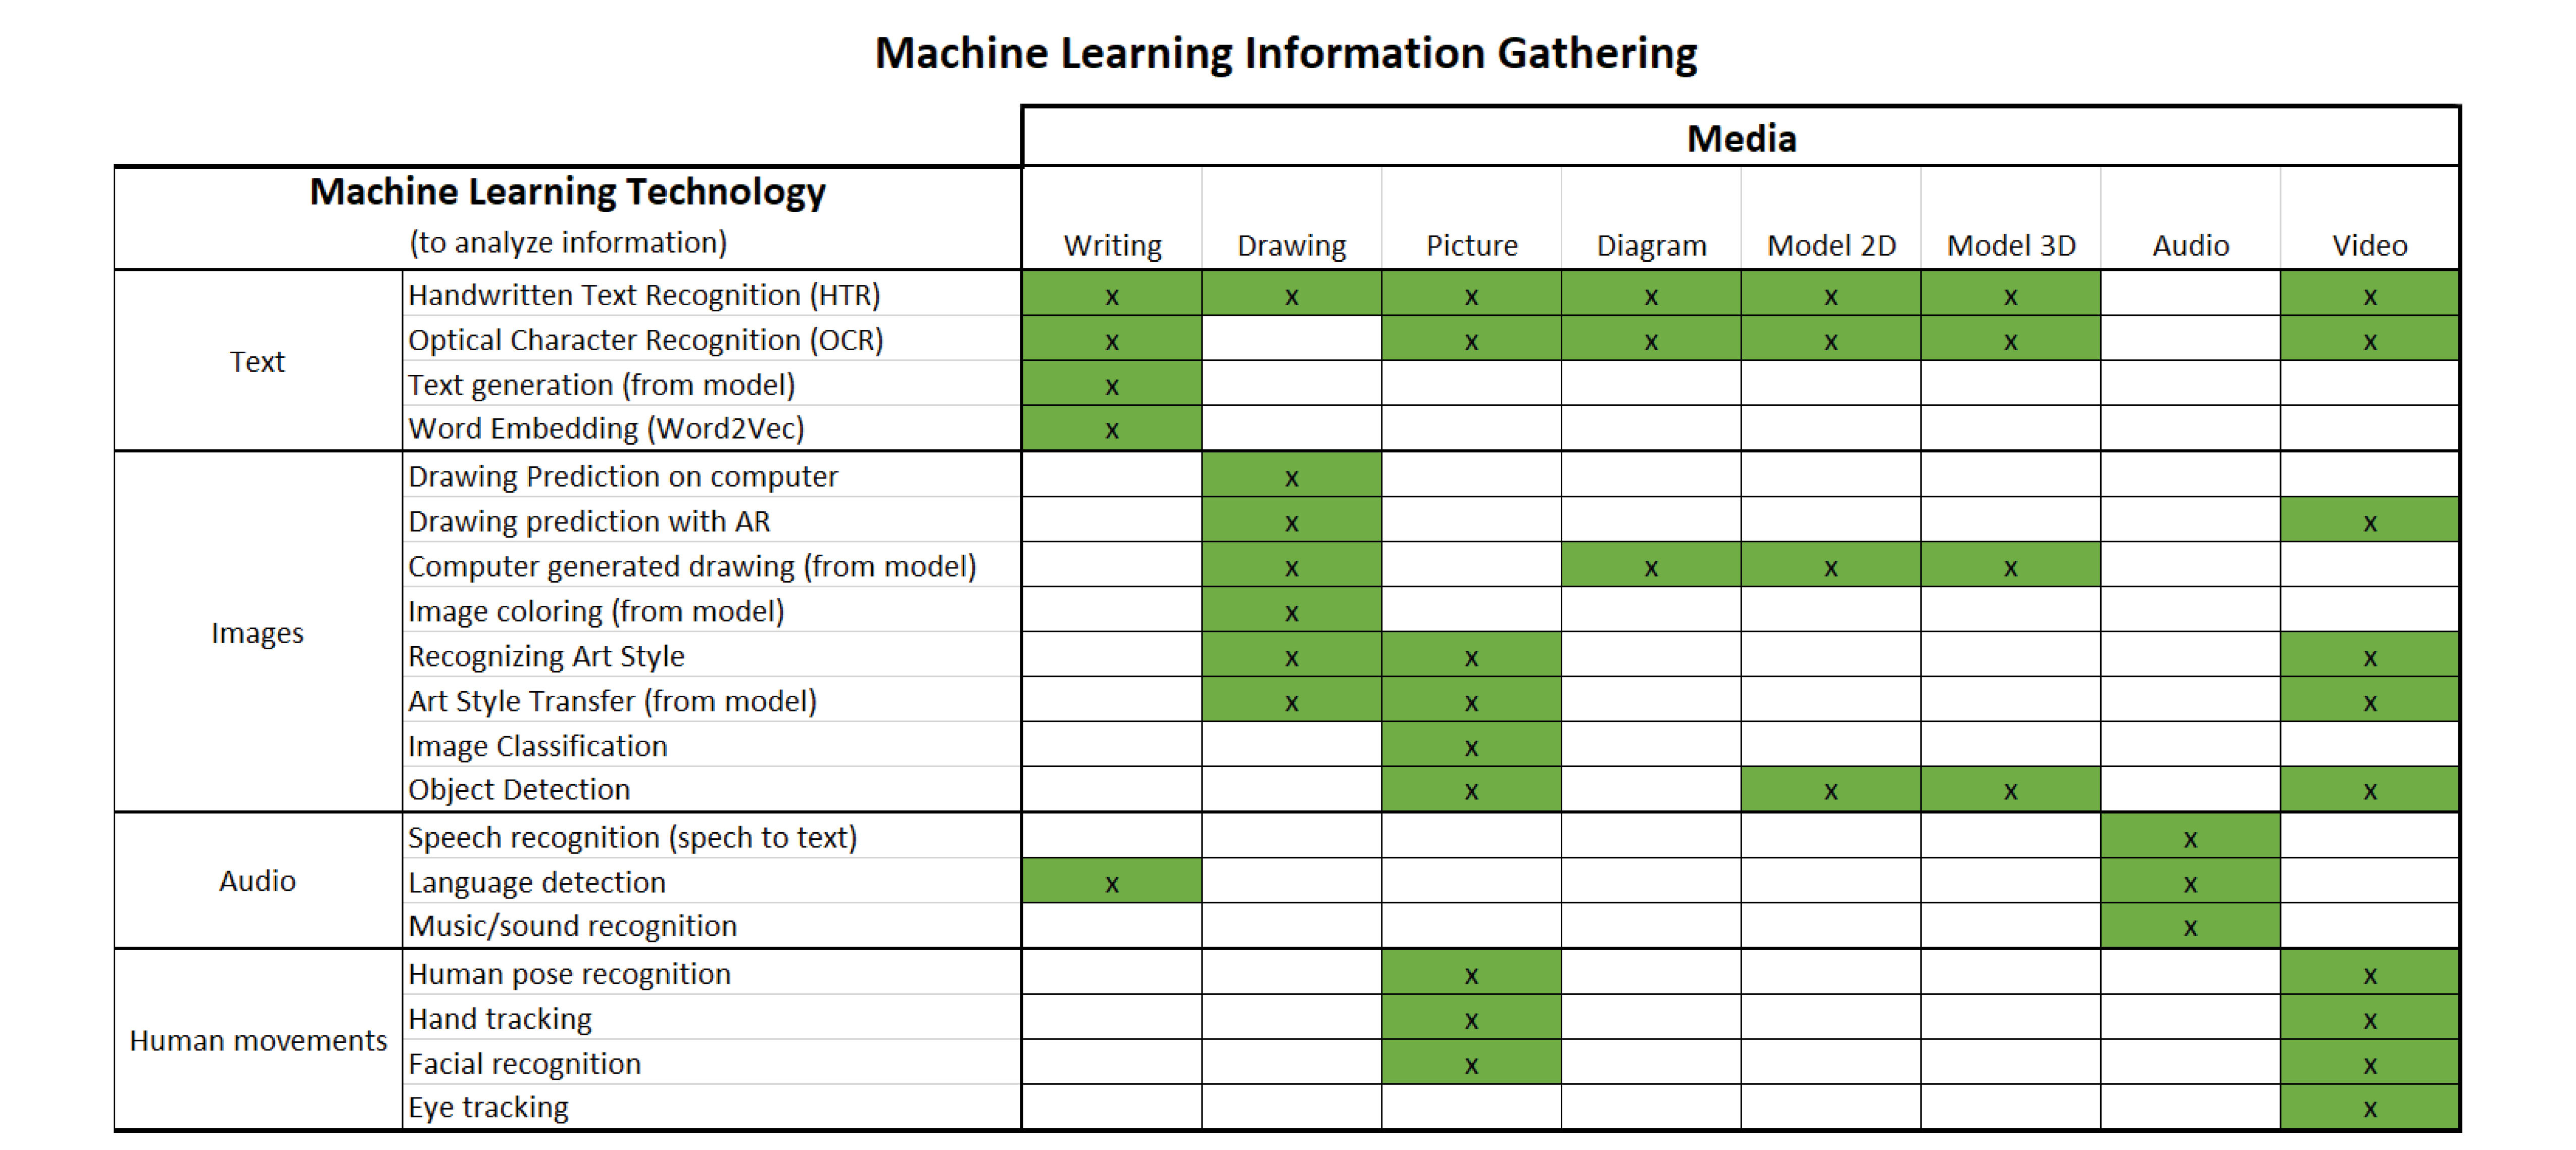 Machine Learning Information Gathering
Media
Machine Learning Technology
(to analyze information)
Writing Drawing Picture Diagram Model 2D Model 3D Audio Video
Text
Handwritten Text Recognition (HTR) x x x x x x x
Optical Character Recognition (OCR) x x x x x x
Text generation (from model) x
Word Embedding (Word2Vec) x
Images
Drawing Prediction on computer x
Drawing prediction with AR x x
Computer generated drawing (from model) x x x x
Image coloring (from model) x
Recognizing Art Style x x x
Art Style Transfer (from model) x x x
Image Classification x
Object Detection x x x x
Audio
Speech recognition (spech to text) x
Language detection x x
Music/sound recognition x
Human movements
Human pose recognition x x
Hand tracking x x
Facial recognition x x
Eye tracking x